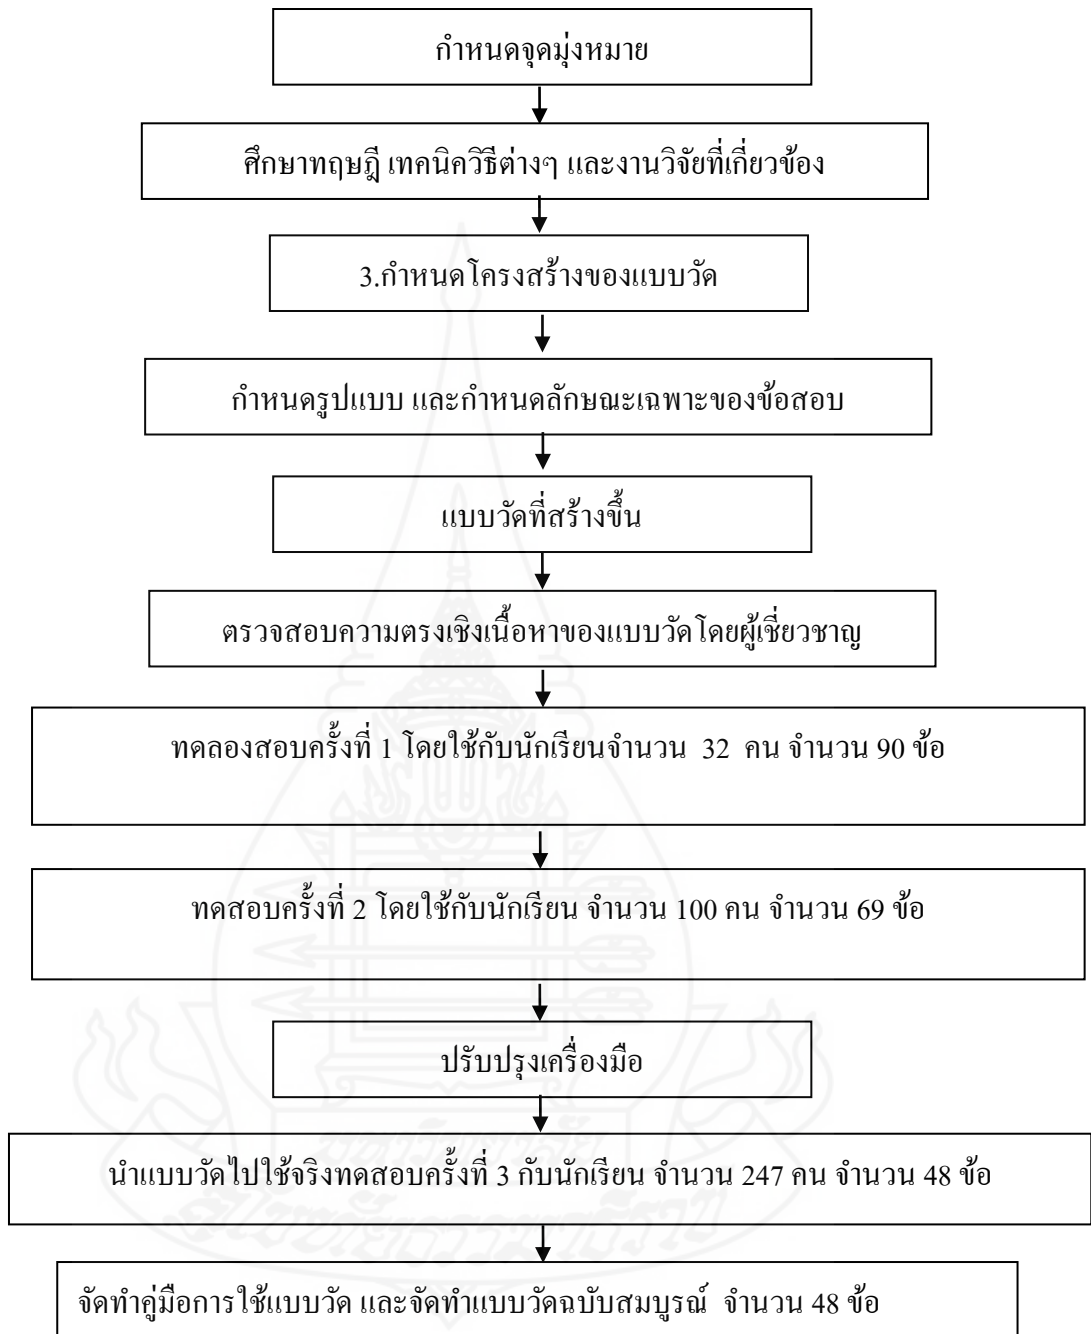 กำหนดจุดมุ่งหมาย
ศึกษาทฤษฎี เทคนิควิธีต่างๆ และงานวิจัยที่เกี่ยวข้อง
3.กำหนดโครงสร้างของแบบวัด
กำหนดรูปแบบ และกำหนดลักษณะเฉพาะของข้อสอบ
แบบวัดที่สร้างขึ้น
ตรวจสอบความตรงเชิงเนื้อหาของแบบวัดโดยผู้เชี่ยวชาญ
ทดลองสอบครั้งที่ 1 โดยใช้กับนักเรียนจำนวน 32 คน จำนวน 90 ข้อ
ทดสอบครั้งที่ 2 โดยใช้กับนักเรียน จำนวน 100 คน จำนวน 69 ข้อ
ปรับปรุงเครื่องมือ
นำแบบวัดไปใช้จริงทดสอบครั้งที่ 3 กับนักเรียน จำนวน 247 คน จำนวน 48 ข้อ
จัดทำคู่มือการใช้แบบวัด และจัดทำแบบวัดฉบับสมบูรณ์ จำนวน 48 ข้อ